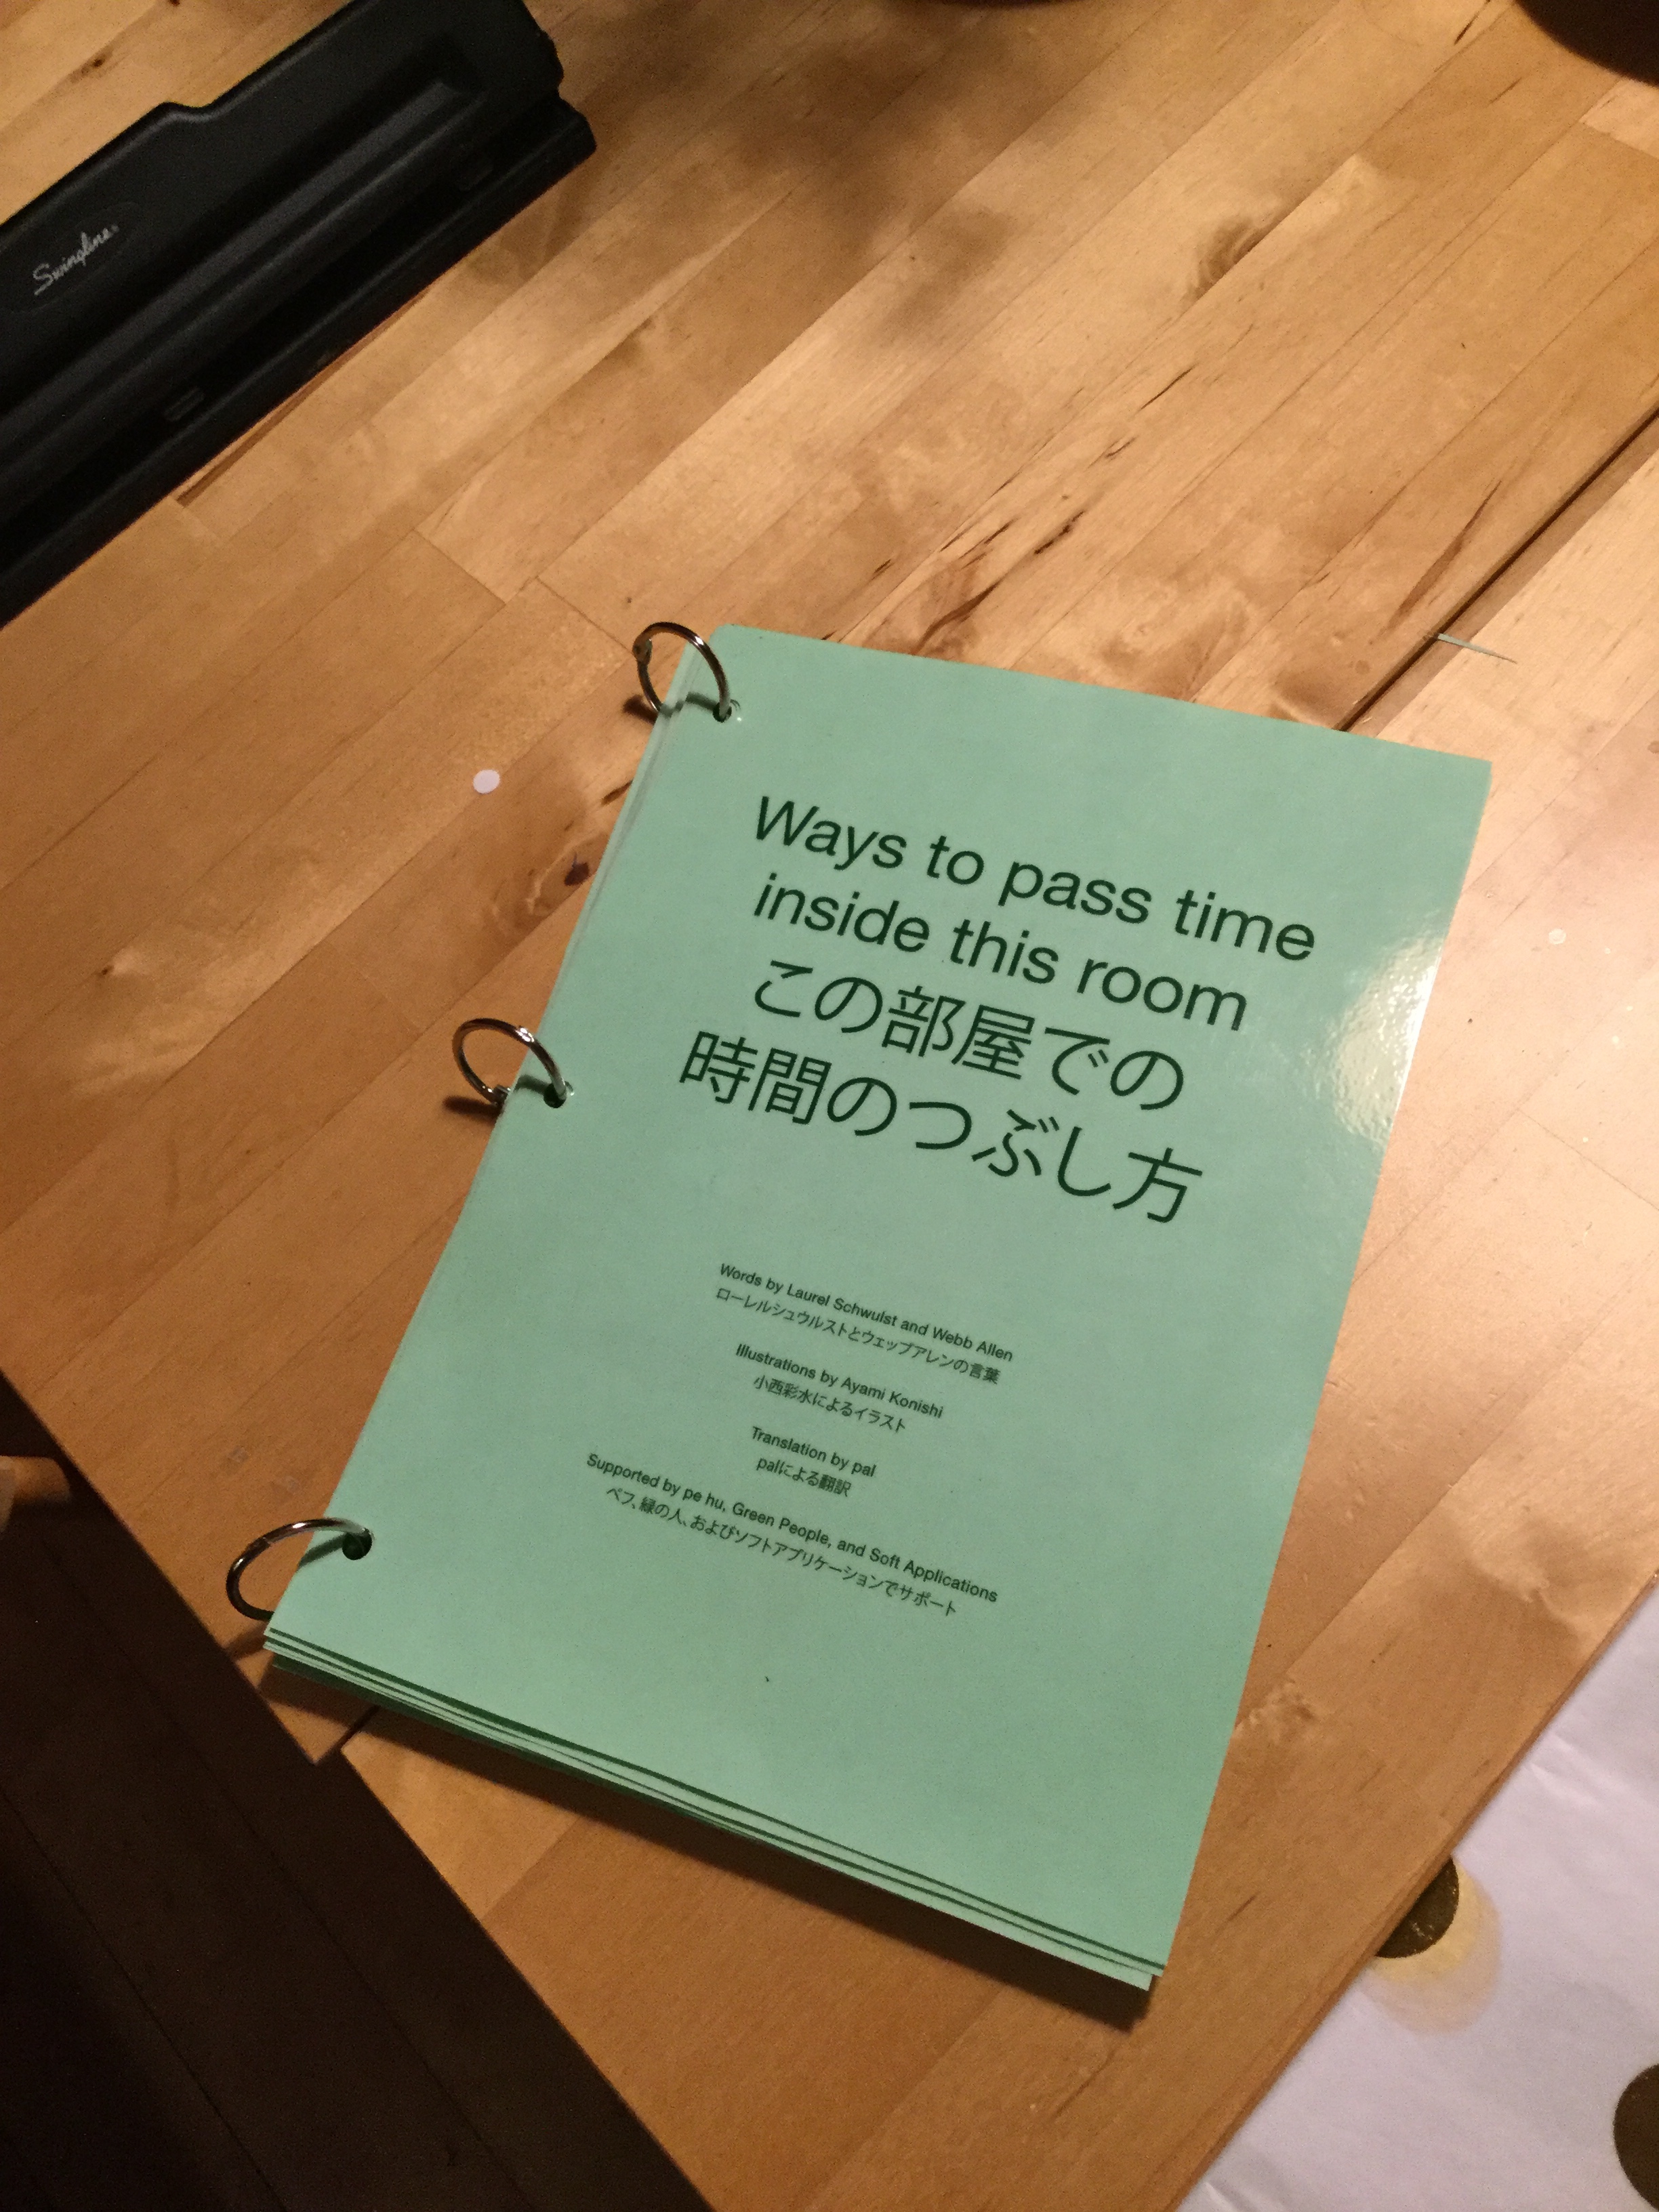 Swingline
Ways to pass time
inside this room
この部屋での
時間のつぶし方
Words by Laurel Schwulst and Webb Allen
ローレルシュウルストとウェッブアレンの言葉
Illustrations by Ayami Konishi
小西彩水によるイラスト
Translation by pal
palによる翻訳
Supported by pe hu, Green People, and Soft Applications
ペフ、緑の人、およびソフトアプリケーションでサポート